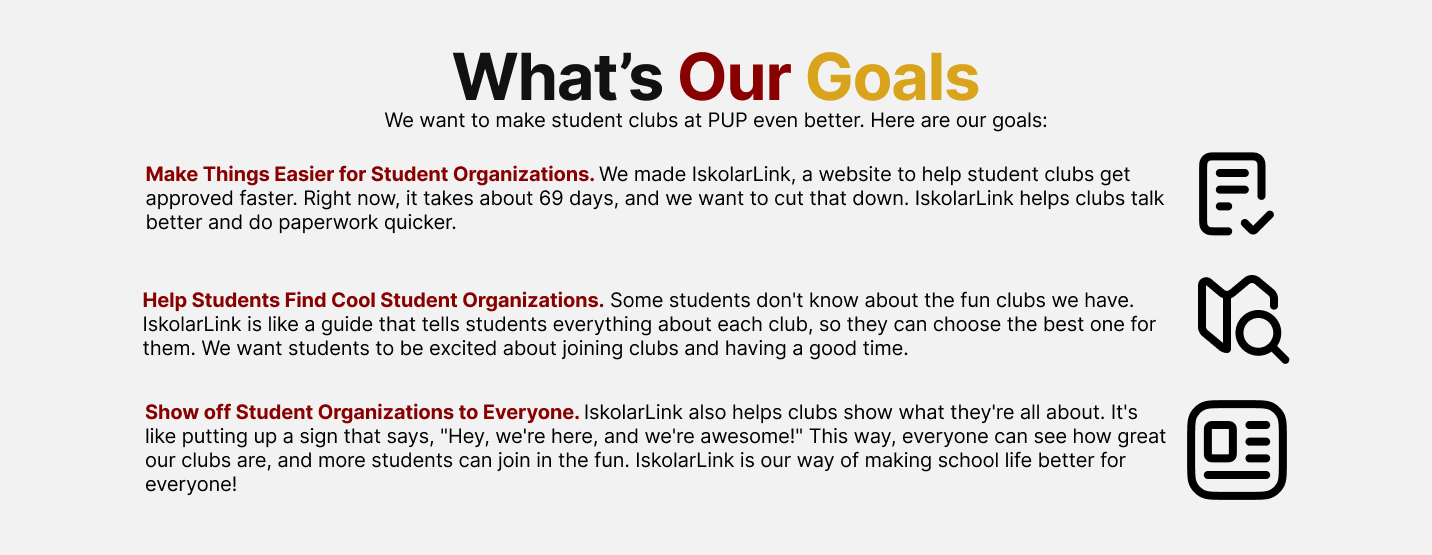 What’s Our Goals
We want to make student clubs at PUP even better. Here are our goals:
Make Things Easier for Student Organizations. We made IskolarLink, a website to help student clubs get
approved faster. Right now, it takes about 69 days, and we want to cut that down. IskolarLink helps clubs talk
better and do paperwork quicker.
Help Students Find Cool Student Organizations. Some students don't know about the fun clubs we have.
IskolarLink is like a guide that tells students everything about each club, so they can choose the best one for
them. We want students to be excited about joining clubs and having a good time.
Show off Student Organizations to Everyone. IskolarLink also helps clubs show what they're all about. It's
like putting up a sign that says, "Hey, we're here, and we're awesome!" This way, everyone can see how great
our clubs are, and more students can join in the fun. IskolarLink is our way of making school life better for
everyone!